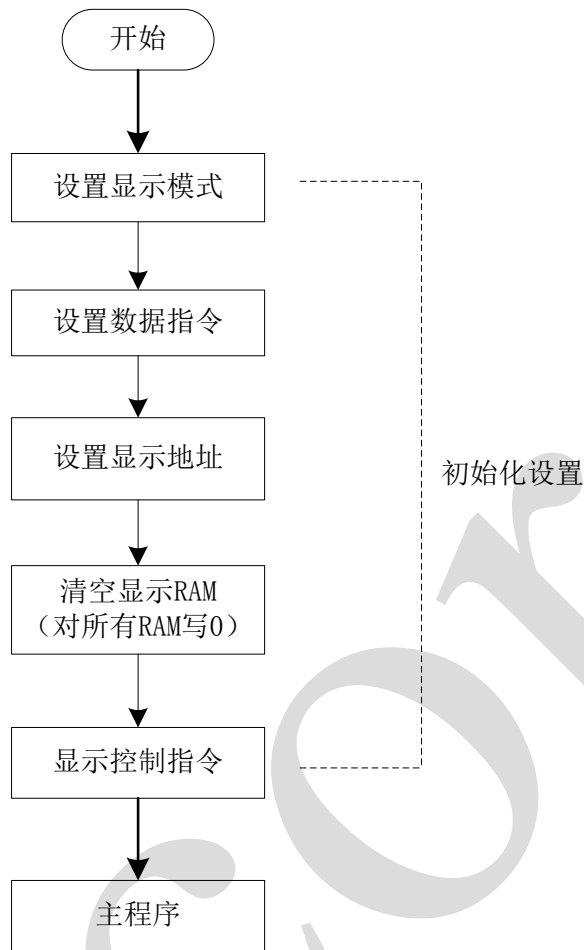 开始
设置显示模式
设置数据指令
设置显示地址
初始化设置
清空显示RAM
（对所有RAM写0）
显示控制指令
主程序